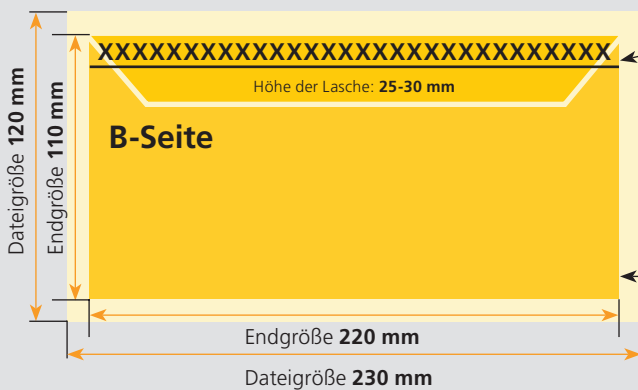 XXXXXXXXXXXXXXXXXXXXXXXXXX
Höhe der Lasche: 25-30 mm
B-Seite
Dateigröße 120 mm
Endgröße 110 mm
Endgröße 220 mm
Dateigröße 230 mm